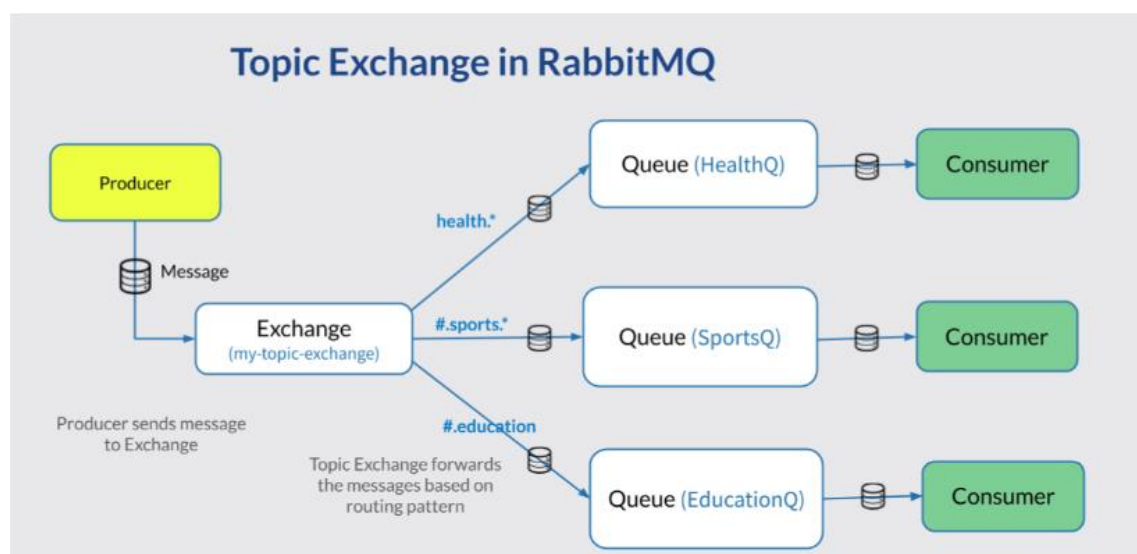 Topic Exchange in RabbitMQ
Producer
Message
Exchange
(my-topic-exchange)
Producer sends message
to Exchange
health.*
#.sports.*
#.education
Topic Exchange forwards
the messages based on
routing pattern
Queue (HealthQ)
Consumer
Queue (SportsQ)
Consumer
Queue (EducationQ)
Consumer